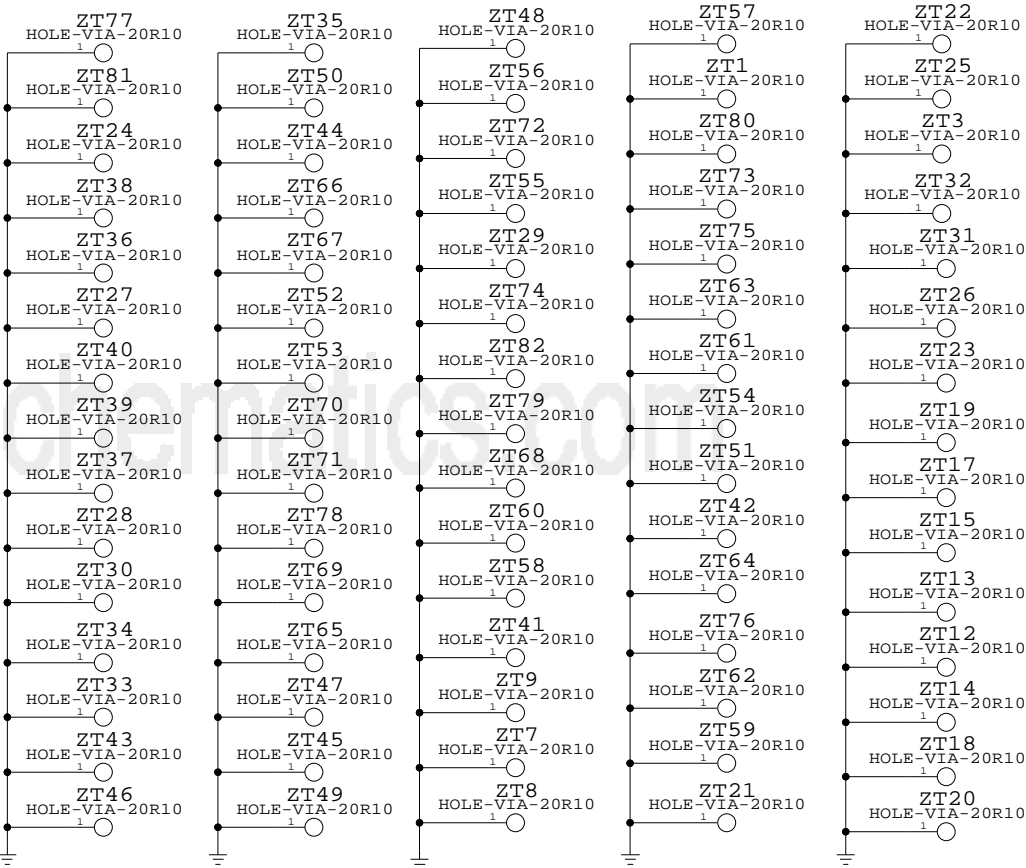 ZT77
HOLE-VIA-20R10
1
ZT81
HOLE-VIA-20R10
1
ZT24
HOLE-VIA-20R10
1
ZT38
HOLE-VIA-20R10
1
ZT36
HOLE-VIA-20R10
1
ZT27
HOLE-VIA-20R10
1
ZT40
HOLE-VIA-20R10
1
ZT39
HOLE-VIA-20R10
1
ZT37
HOLE-VIA-20R10
1
ZT28
HOLE-VIA-20R10
1
ZT30
HOLE-VIA-20R10
1
ZT34
HOLE-VIA-20R10
1
ZT33
HOLE-VIA-20R10
1
ZT43
HOLE-VIA-20R10
1
ZT46
HOLE-VIA-20R10
1
ZT35
HOLE-VIA-20R10
1
ZT50
HOLE-VIA-20R10
1
ZT44
HOLE-VIA-20R10
1
ZT66
HOLE-VIA-20R10
1
ZT67
HOLE-VIA-20R10
1
ZT52
HOLE-VIA-20R10
1
ZT53
HOLE-VIA-20R10
1
ZT70
HOLE-VIA-20R10
1
ZT71
HOLE-VIA-20R10
1
ZT78
HOLE-VIA-20R10
1
ZT69
HOLE-VIA-20R10
1
ZT65
HOLE-VIA-20R10
1
ZT47
HOLE-VIA-20R10
1
ZT45
HOLE-VIA-20R10
1
ZT49
HOLE-VIA-20R10
1
ZT48
HOLE-VIA-20R10
1
ZT56
HOLE-VIA-20R10
1
ZT72
HOLE-VIA-20R10
1
ZT55
HOLE-VIA-20R10
1
ZT29
HOLE-VIA-20R10
1
ZT74
HOLE-VIA-20R10
1
ZT82
HOLE-VIA-20R10
1
ZT79
HOLE-VIA-20R10
1
ZT68
HOLE-VIA-20R10
1
ZT60
HOLE-VIA-20R10
1
ZT58
HOLE-VIA-20R10
1
ZT41
HOLE-VIA-20R10
1
ZT9
HOLE-VIA-20R10
1
ZT7
HOLE-VIA-20R10
1
ZT8
HOLE-VIA-20R10
1
ZT57
HOLE-VIA-20R10
1
ZT1
HOLE-VIA-20R10
1
ZT80
HOLE-VIA-20R10
1
ZT73
HOLE-VIA-20R10
1
ZT75
HOLE-VIA-20R10
1
ZT63
HOLE-VIA-20R10
1
ZT61
HOLE-VIA-20R10
1
ZT54
HOLE-VIA-20R10
1
ZT51
HOLE-VIA-20R10
1
ZT42
HOLE-VIA-20R10
1
ZT64
HOLE-VIA-20R10
1
ZT76
HOLE-VIA-20R10
1
ZT62
HOLE-VIA-20R10
1
ZT59
HOLE-VIA-20R10
1
ZT21
HOLE-VIA-20R10
1
ZT22
HOLE-VIA-20R10
1
ZT25
HOLE-VIA-20R10
1
ZT3
HOLE-VIA-20R10
1
ZT32
HOLE-VIA-20R10
1
ZT31
HOLE-VIA-20R10
1
ZT26
HOLE-VIA-20R10
1
ZT23
HOLE-VIA-20R10
1
ZT19
HOLE-VIA-20R10
1
ZT17
HOLE-VIA-20R10
1
ZT15
HOLE-VIA-20R10
1
ZT13
HOLE-VIA-20R10
1
ZT12
HOLE-VIA-20R10
1
ZT14
HOLE-VIA-20R10
1
ZT18
HOLE-VIA-20R10
1
ZT20
HOLE-VIA-20R10
1
chematics.com